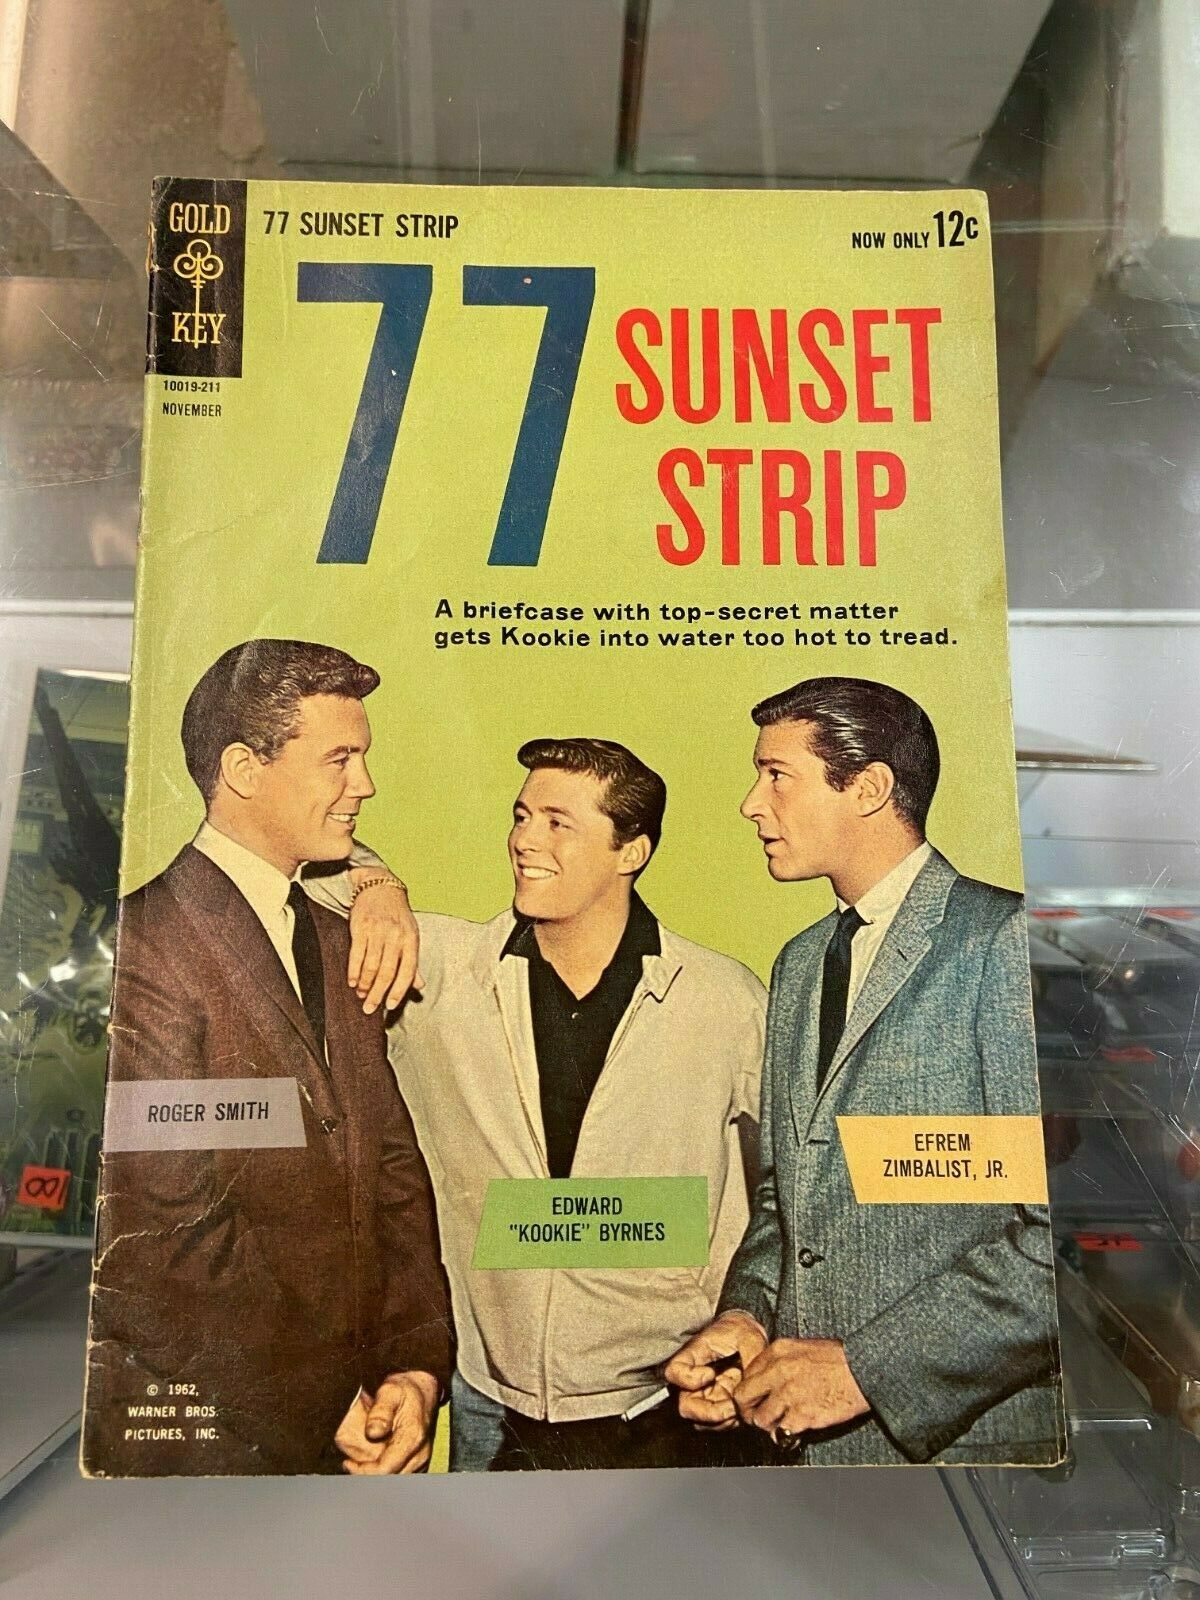 GOLD
KEY
10019-211
NOVEMBER
77 SUNSET STRIP
NOW ONLY 12c
77 SUNSET
STRIP
A briefcase with top-secret matter
gets Kookie into water too hot to tread.
ROGER SMITH
EDWARD
"KOOKIE" BYRNES
EFREM
ZIMBALIST, JR.
© 1962,
WARNER BROS.
PICTURES, INC.